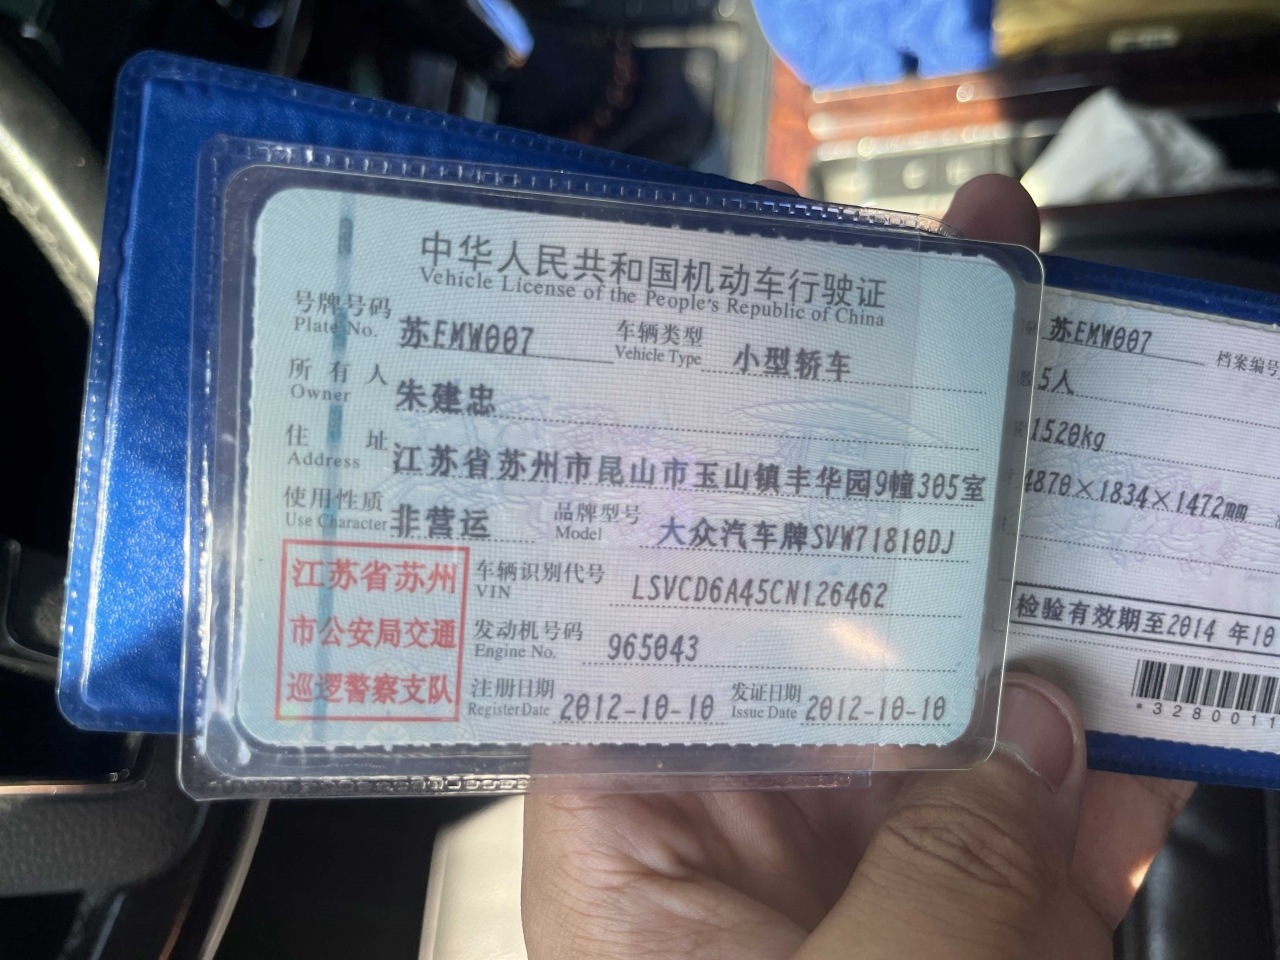 中华人民共和国机动车行驶证
Vehicle License of the People's Republic of China
号牌号码 苏EMW007 车辆类型 小型轿车
Plate No. Vehicle Type
所有人 朱建忠
Owner
住址 江苏省苏州市昆山市玉山镇丰华园9幢305室
Address
使用性质 非营运 品牌型号 大众汽车牌SVW71810DJ
Use Character Model
江苏省苏州
市公安局交通
巡逻警察支队
车辆识别代号 LSVCD6A45CN126462
VIN
发动机号码 965043
Engine No.
注册日期 2012-10-10 发证日期 2012-10-10
Register Date Issue Date
苏EMW007 档案编号
5人
1520kg
4870×1834×1472mm
检验有效期至2014 年10
*3280011